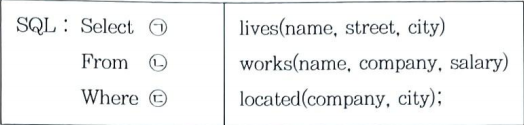 SQL : Select ㉠ lives(name, street, city)
From ㉡ works(name, company, salary)
Where ㉢ located(company, city);